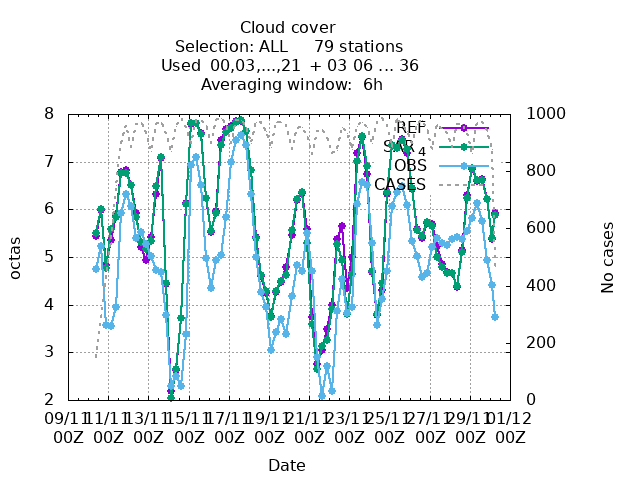 Cloud cover
Selection: ALL 79 stations
Used 00,03,...,21 + 03 06 ... 36
Averaging window: 6h
8
7
6
5
4
3
2
octas
1000
800
600
400
200
0
No cases
REF
SAR 4
OBS
CASES
09/11 11/11 13/11 15/11 17/11 19/11 21/11 23/11 25/11 27/11 29/11 01/12
00Z 00Z 00Z 00Z 00Z 00Z 00Z 00Z 00Z 00Z 00Z 00Z
Date